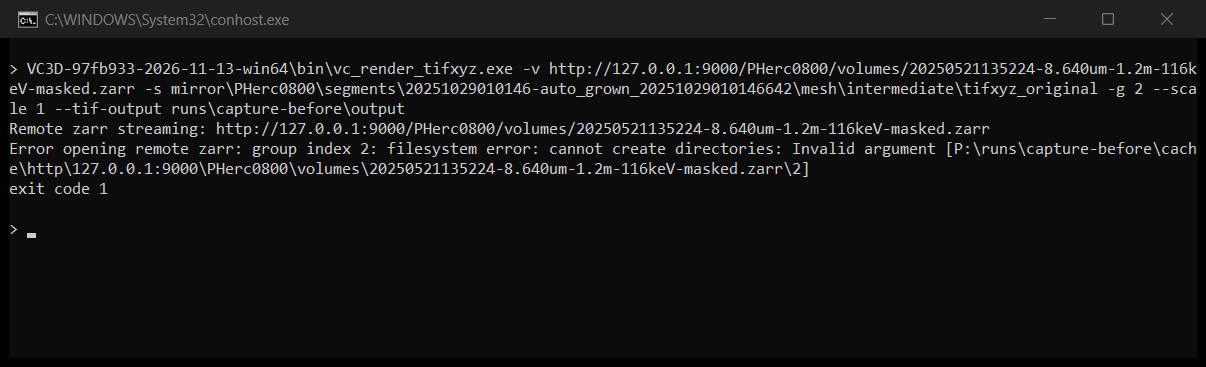 C:\WINDOWS\System32\conhost.exe
> VC3D-97fb933-2026-11-13-win64\bin\vc_render_tifxyz.exe -v http://127.0.0.1:9000/PHerc0800/volumes/20250521135224-8.640um-1.2m-116k
eV-masked.zarr -s mirror\PHerc0800\segments\20251029010146-auto_grown_20251029010146642\mesh\intermediate\tifxyz_original -g 2 --sca
le 1 --tif-output runs\capture-before\output
Remote zarr streaming: http://127.0.0.1:9000/PHerc0800/volumes/20250521135224-8.640um-1.2m-116keV-masked.zarr
Error opening remote zarr: group index 2: filesystem error: cannot create directories: Invalid argument [P:\runs\capture-before\cach
e\http\127.0.0.1:9000\PHerc0800\volumes\20250521135224-8.640um-1.2m-116keV-masked.zarr\2]
exit code 1
>